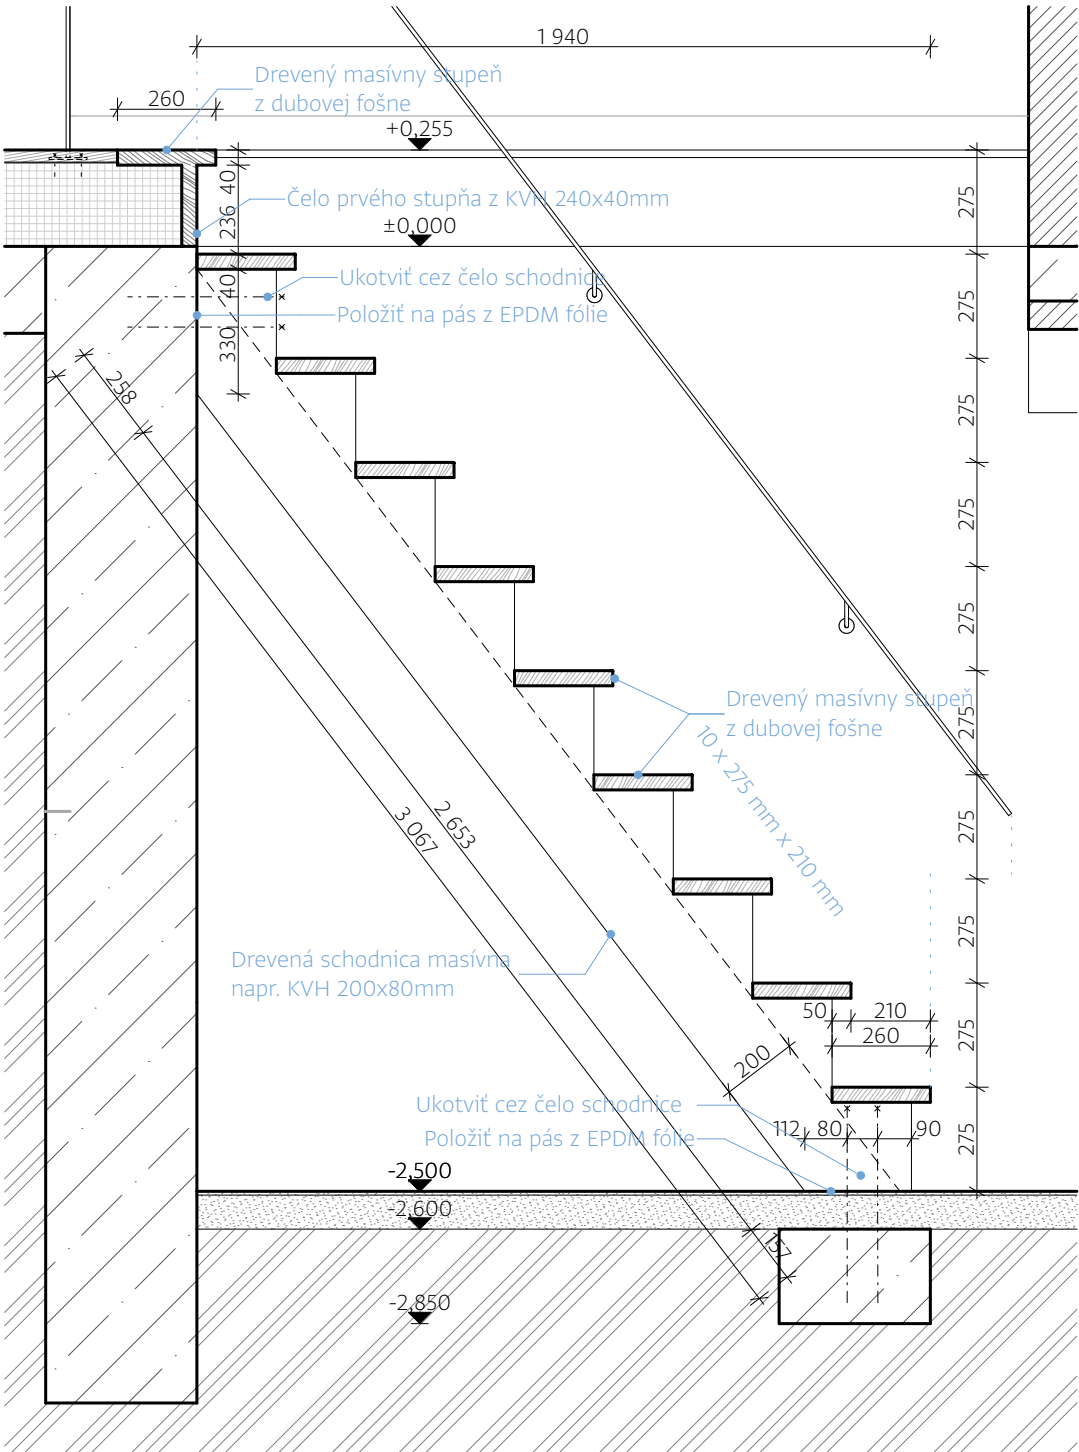 1 940
Drevený masívny stupeň
z dubovej fošne
260
+0,255
40
275
Čelo prvého stupňa z KVH 240x40mm
236
±0,000
Ukotviť cez čelo schodnice
40
275
Položiť na pás z EPDM fólie
330
258
275
275
275
Drevený masívny stupeň
z dubovej fošne
275
10 x 275 mm x 210 mm
2 653
3 067
275
Drevená schodnica masívna
napr. KVH 200x80mm
275
50
210
260
275
200
Ukotviť cez čelo schodnice
Položiť na pás z EPDM fólie
112
80
90
275
-2,500
-2,600
157
-2,850